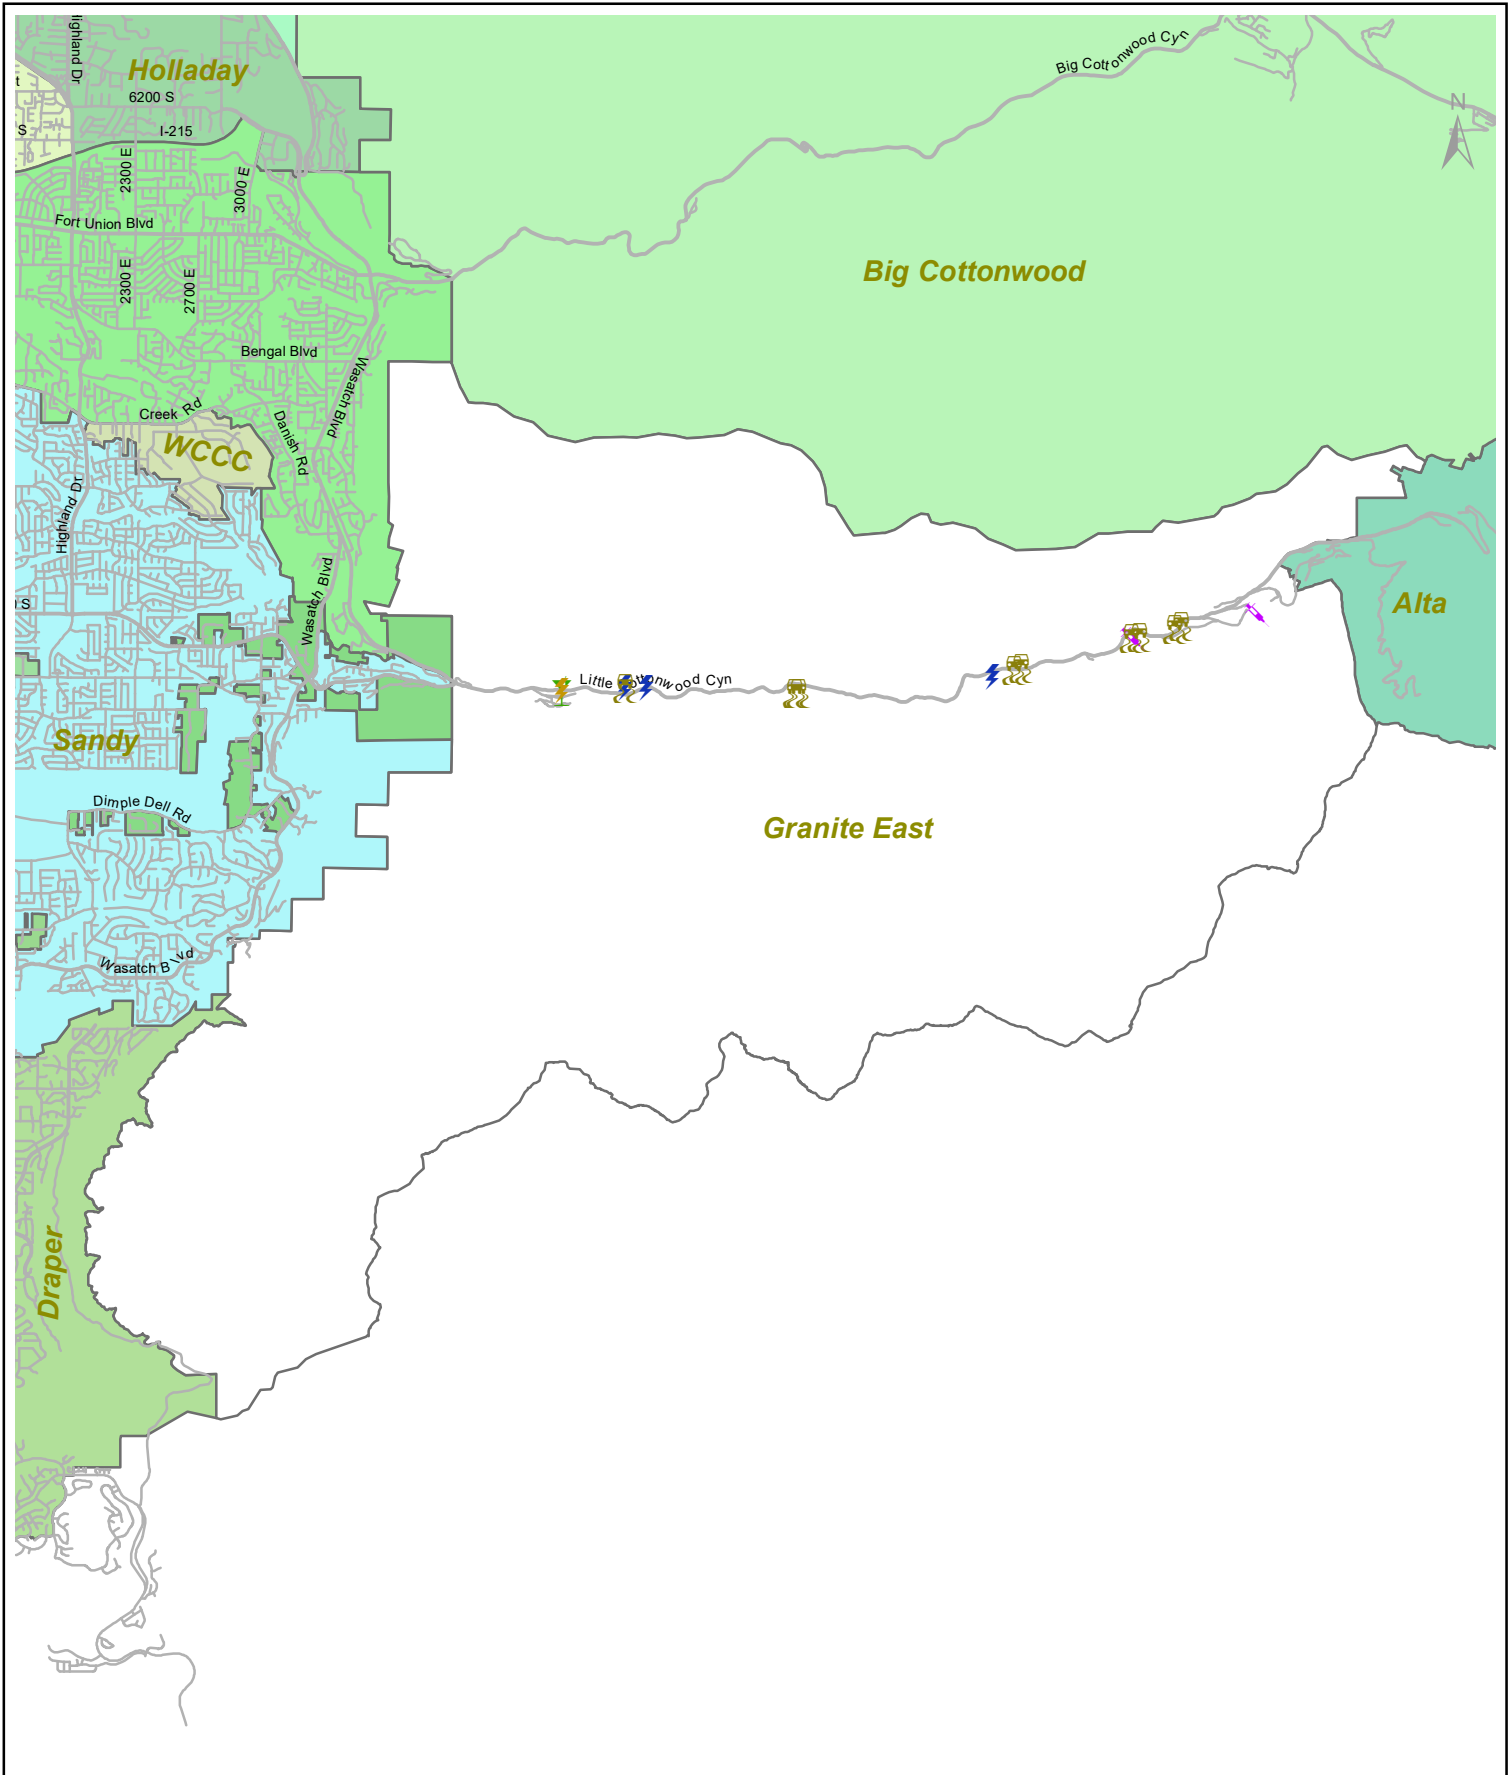 Highland Dr
Holladay
Big Cottonwood Cyn
t
6200 S
N
S
I-215
2300 E
3000 E
Fort Union Blvd
Big Cottonwood
2300 E
2700 E
Bengal Blvd
Wasatch Blvd
Creek Rd
Danish Rd
WCCC
Highland Dr
Wasatch Blvd
S
Alta
Little Cottonwood Cyn
Sandy
Dimple Dell Rd
Granite East
Wasatch Blvd
Draper